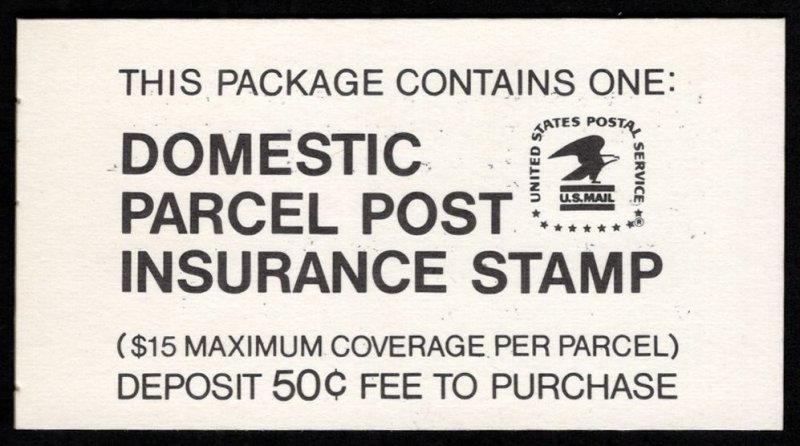 THIS PACKAGE CONTAINS ONE:
DOMESTIC
PARCEL POST
INSURANCE STAMP
UNITED STATES POSTAL SERVICE
U.S.MAIL
®
($15 MAXIMUM COVERAGE PER PARCEL)
DEPOSIT 50¢ FEE TO PURCHASE